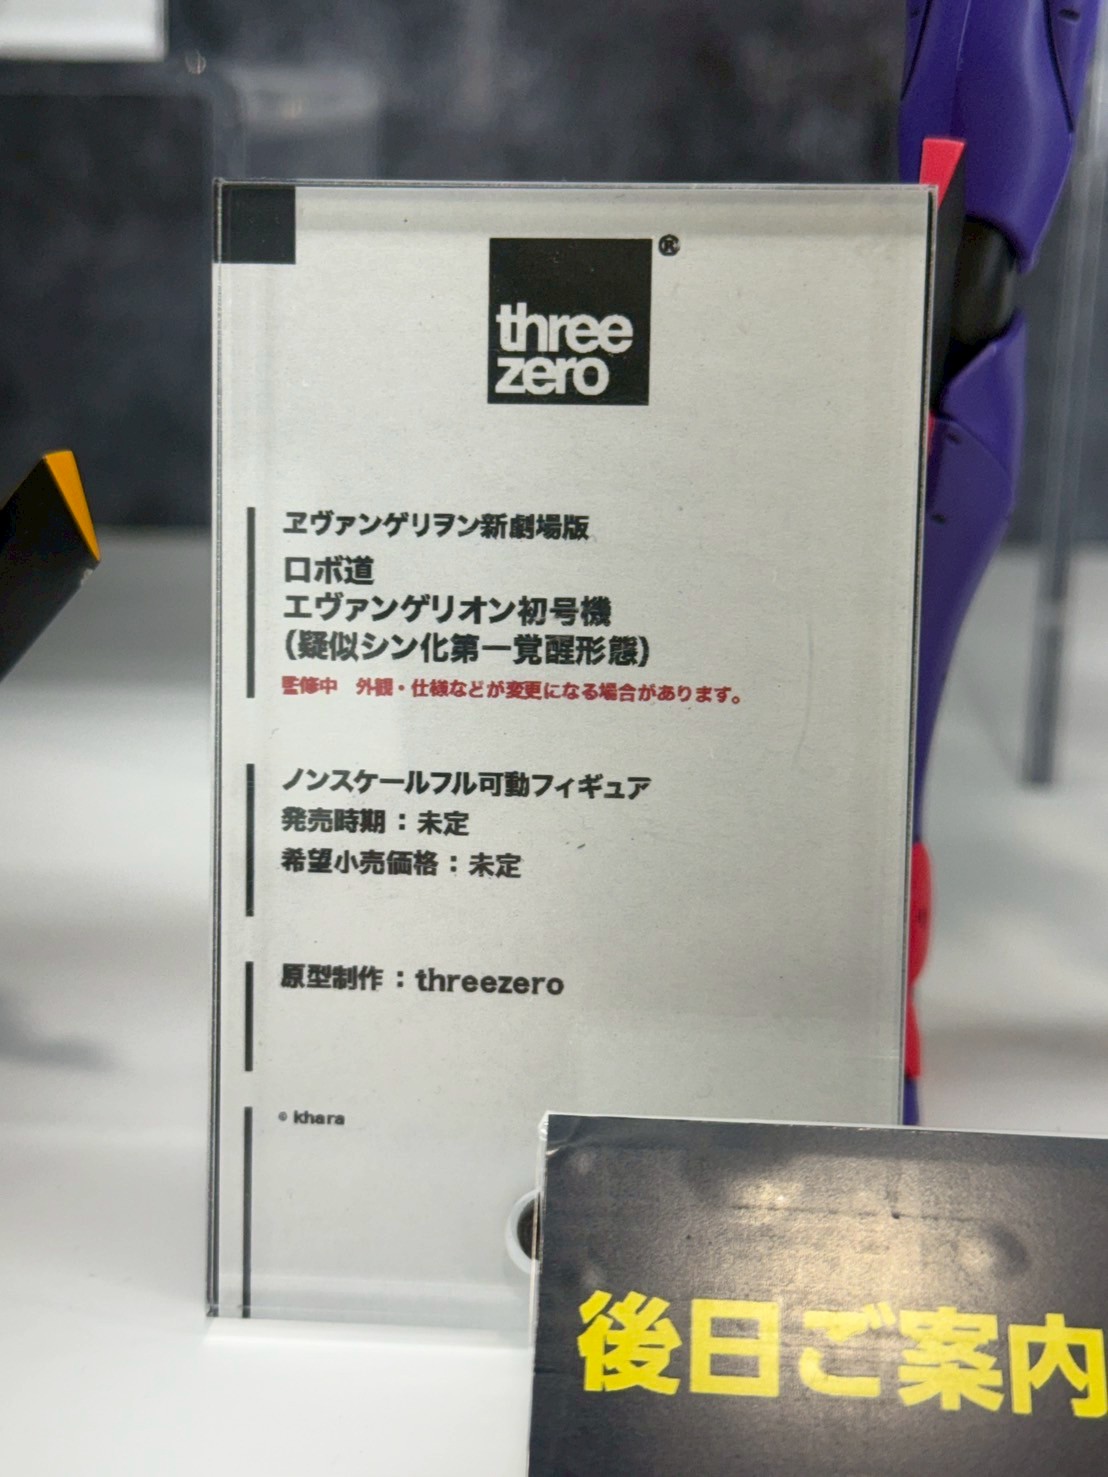 three
zero
®
ヱヴァンゲリヲン新劇場版
ロボ道
エヴァンゲリオン初号機
(疑似シン化第一覚醒形態)
監修中　外観・仕様などが変更になる場合があります。
ノンスケールフル可動フィギュア
発売時期：未定
希望小売価格：未定
原型制作：threezero
© khara
後日ご案内